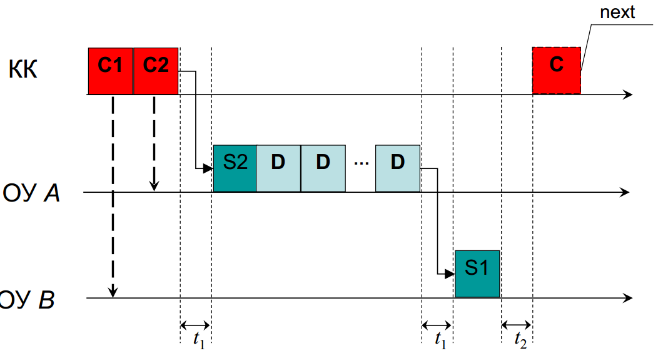 next
КК
C1 C2
C
ОУ A
S2 D D ... D
ОУ B
S1
t1 t1 t2